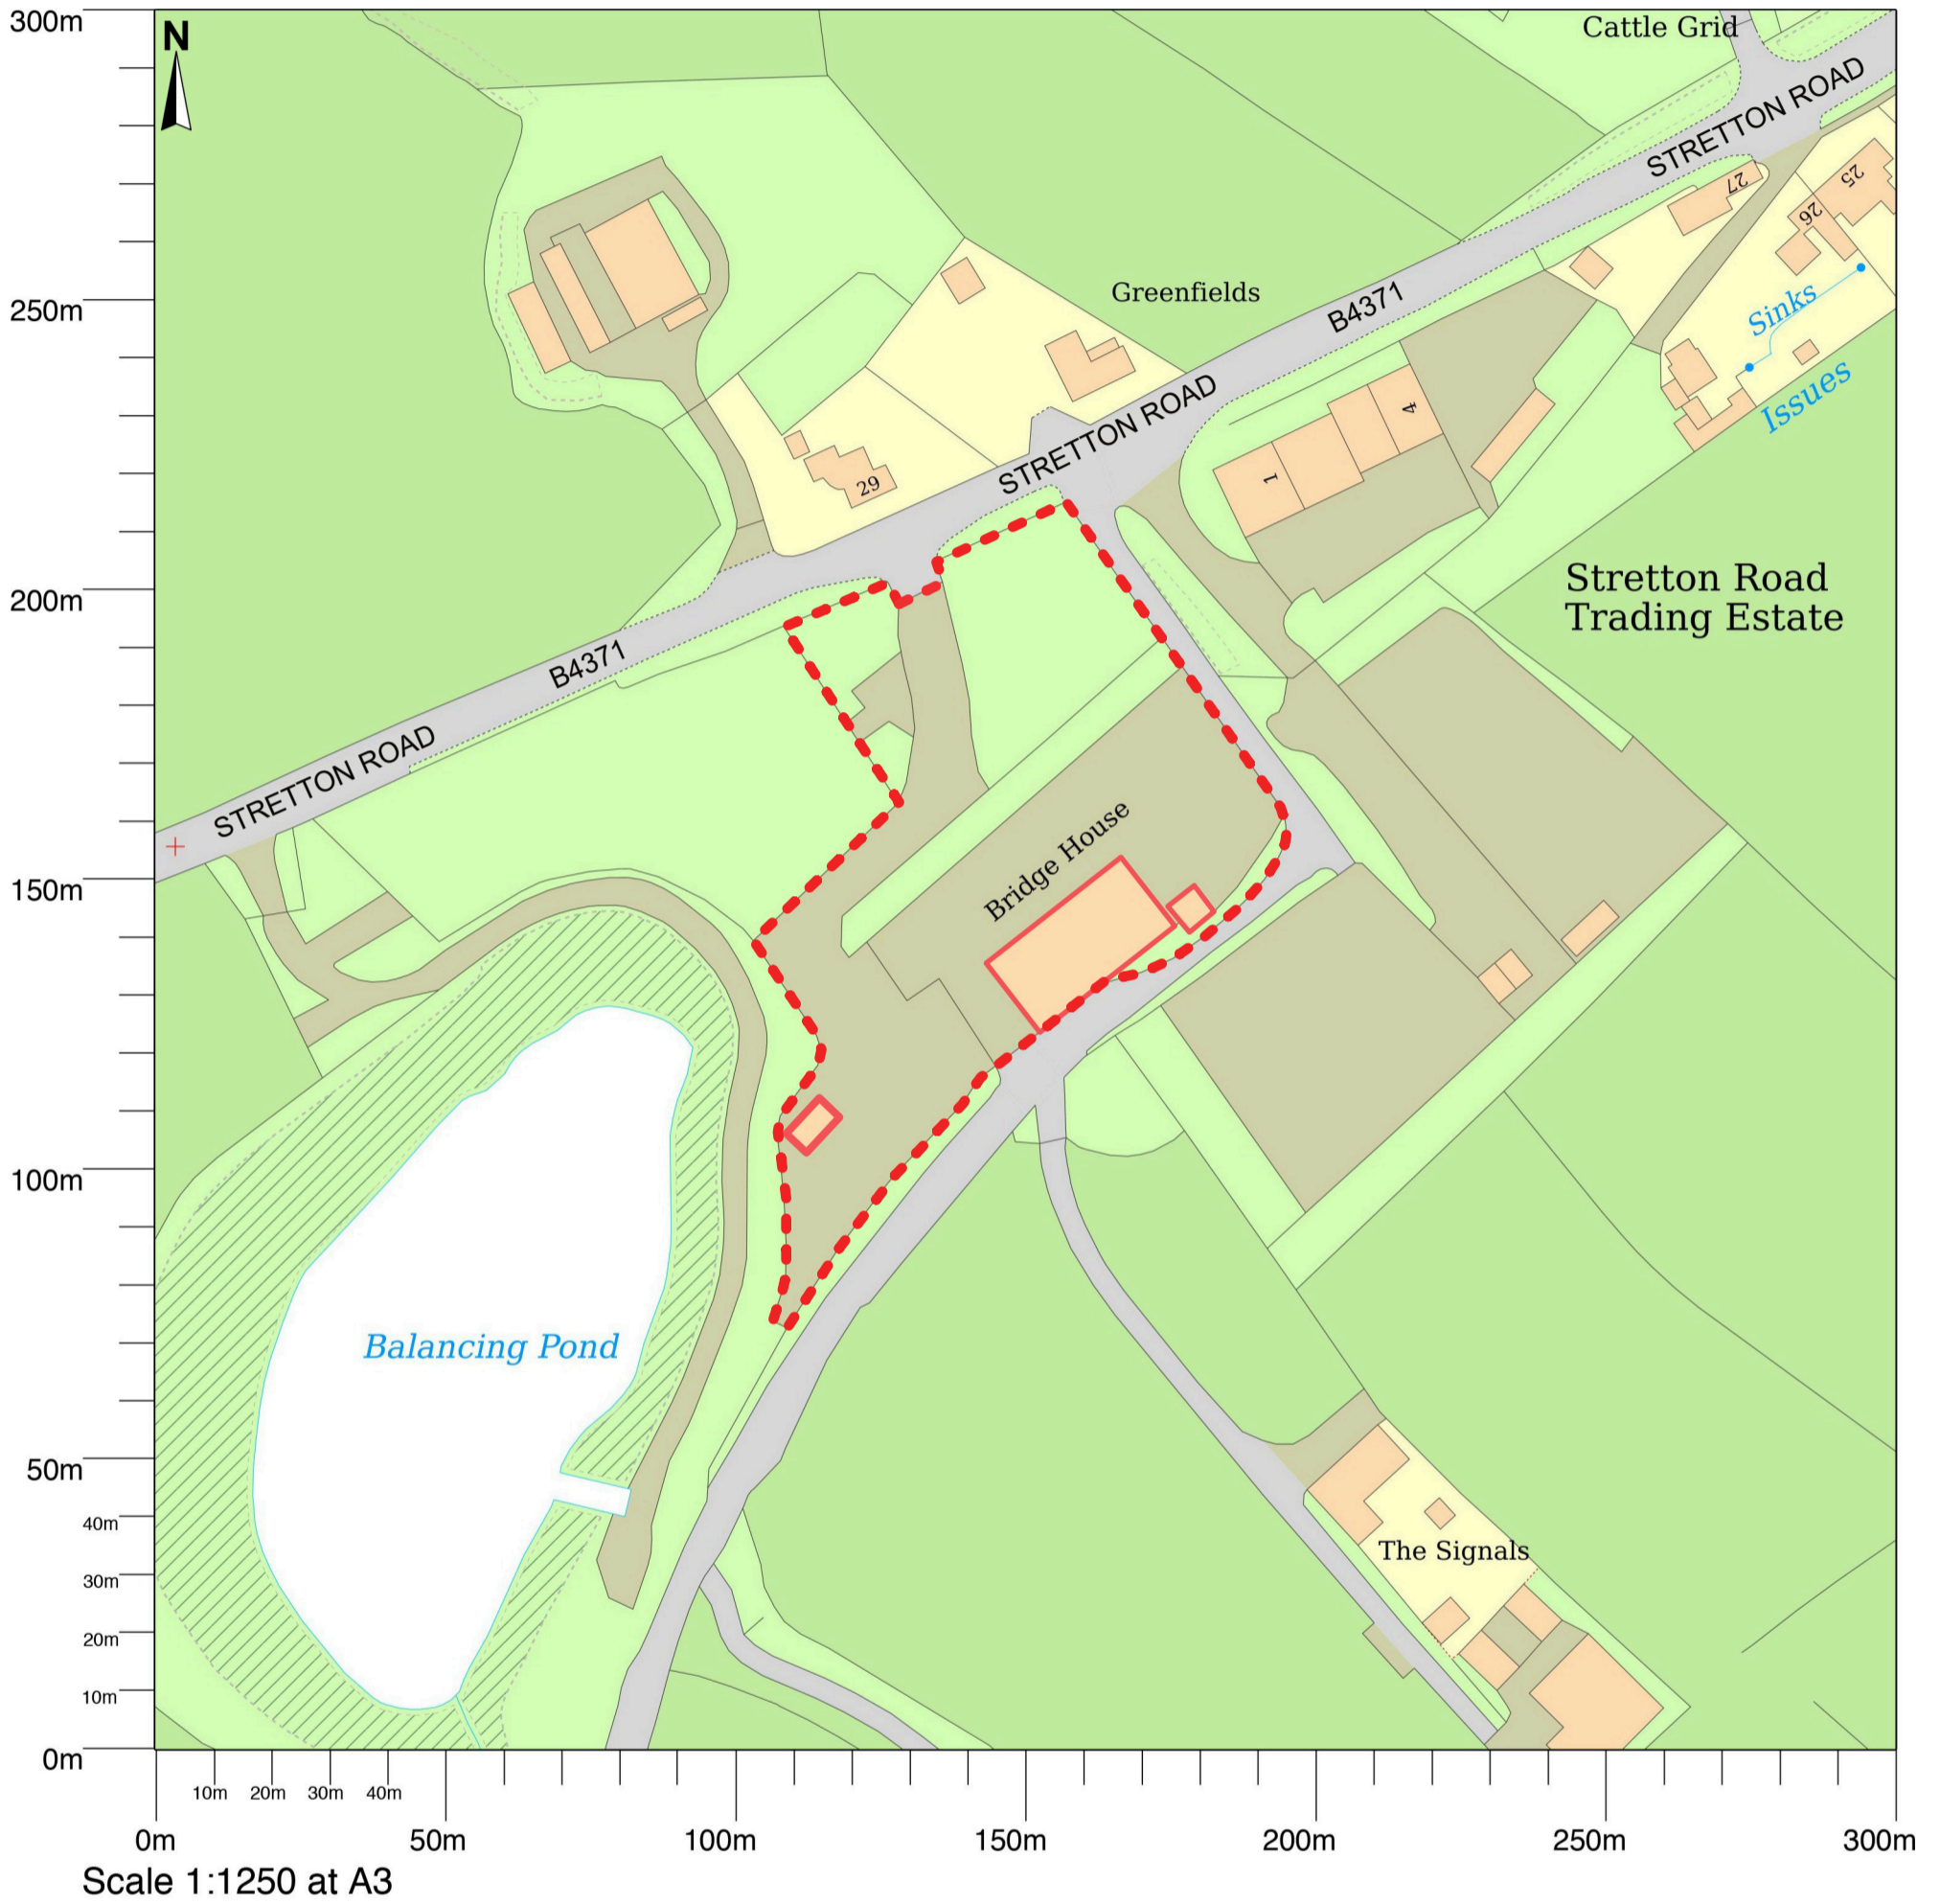 300m
N
Cattle Grid
STRETTON ROAD
27
25
26
250m
Greenfields
B4371
Sinks
Issues
STRETTON ROAD
4
1
29
200m
Stretton Road
Trading Estate
B4371
STRETTON ROAD
Bridge House
150m
100m
Balancing Pond
50m
40m
The Signals
30m
20m
10m
0m
10m 20m 30m 40m
0m 50m 100m 150m 200m 250m 300m
Scale 1:1250 at A3